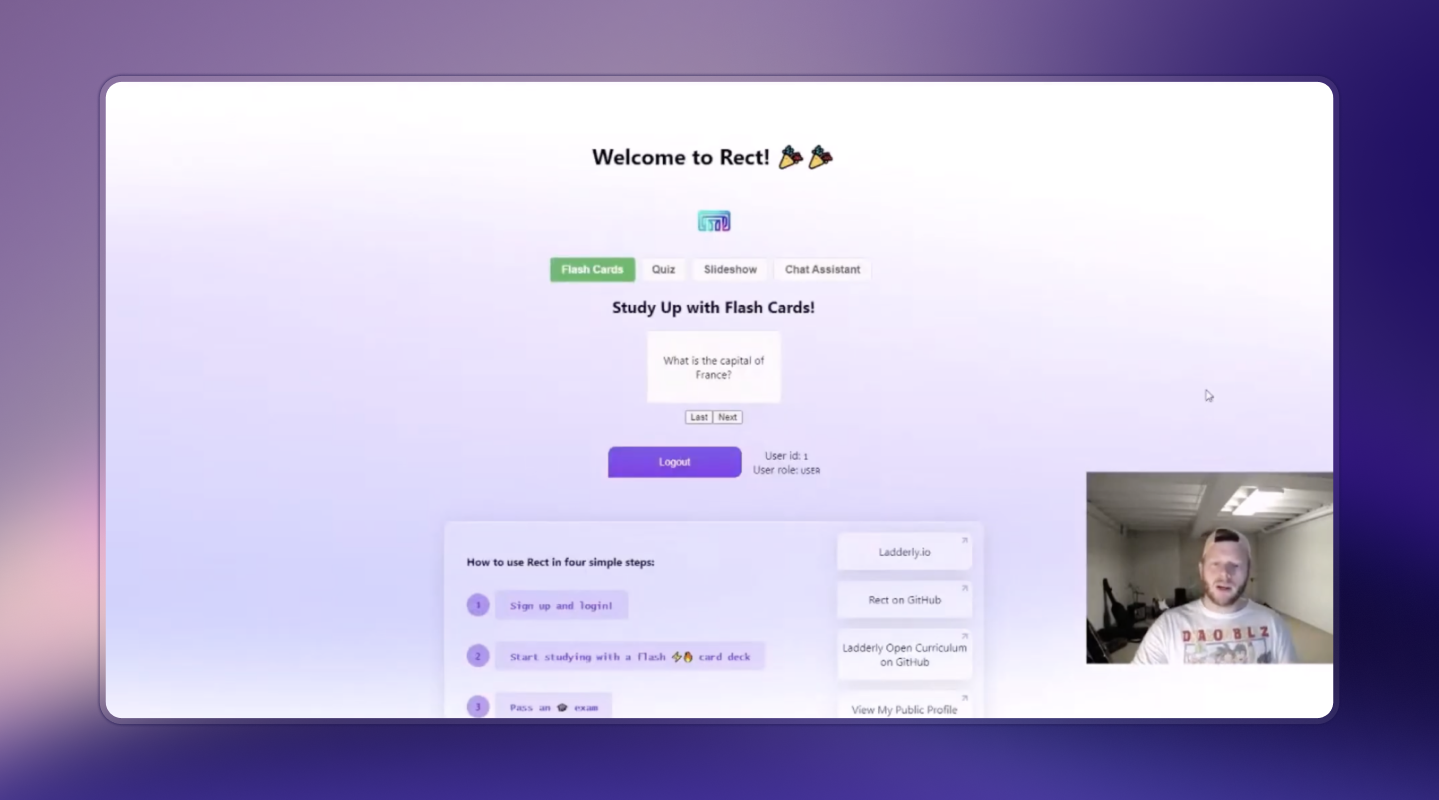 Welcome to Rect! 🎉 🎉
Flash Cards Quiz Slideshow Chat Assistant
Study Up with Flash Cards!
What is the capital of
France?
Last Next
Logout
User id: 1
User role: USER
How to use Rect in four simple steps:
1 Sign up and login!
2 Start studying with a flash ⚡🔥 card deck
3 Pass an 🎓 exam
Ladderly.io
Rect on GitHub
Ladderly Open Curriculum
on GitHub
View My Public Profile
DAO BLZ